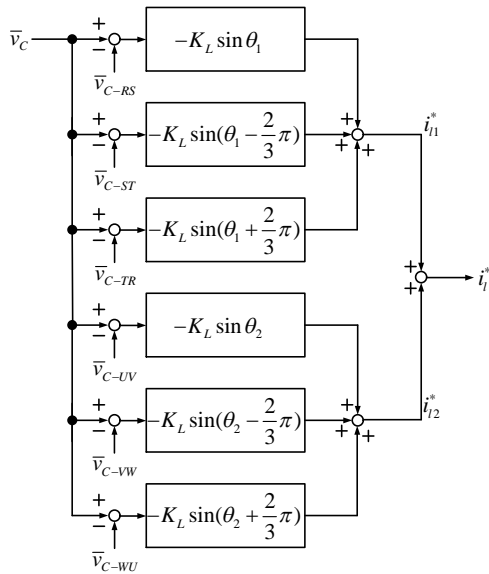 v̄_C
+
−
v̄_{C−RS}
−K_L sin θ_1
+
−
v̄_{C−ST}
−K_L sin(θ_1 − 2/3 π)
+
+
+
i*_{l1}
+
−
v̄_{C−TR}
−K_L sin(θ_1 + 2/3 π)
+
+
i*_l
+
−
v̄_{C−UV}
−K_L sin θ_2
+
−
v̄_{C−VW}
−K_L sin(θ_2 − 2/3 π)
+
+
+
i*_{l2}
+
−
v̄_{C−WU}
−K_L sin(θ_2 + 2/3 π)